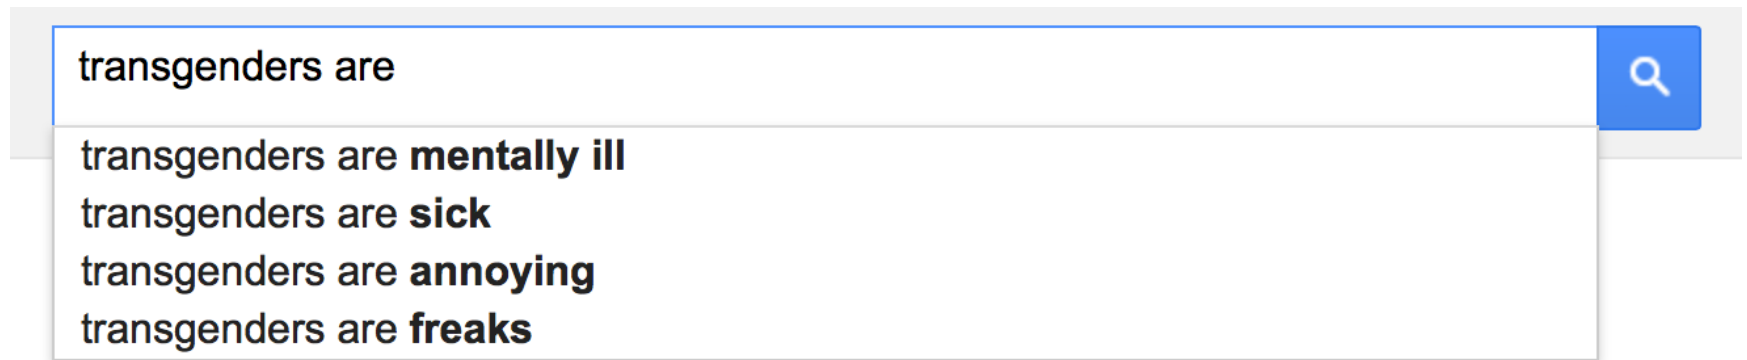 transgenders are
transgenders are mentally ill
transgenders are sick
transgenders are annoying
transgenders are freaks